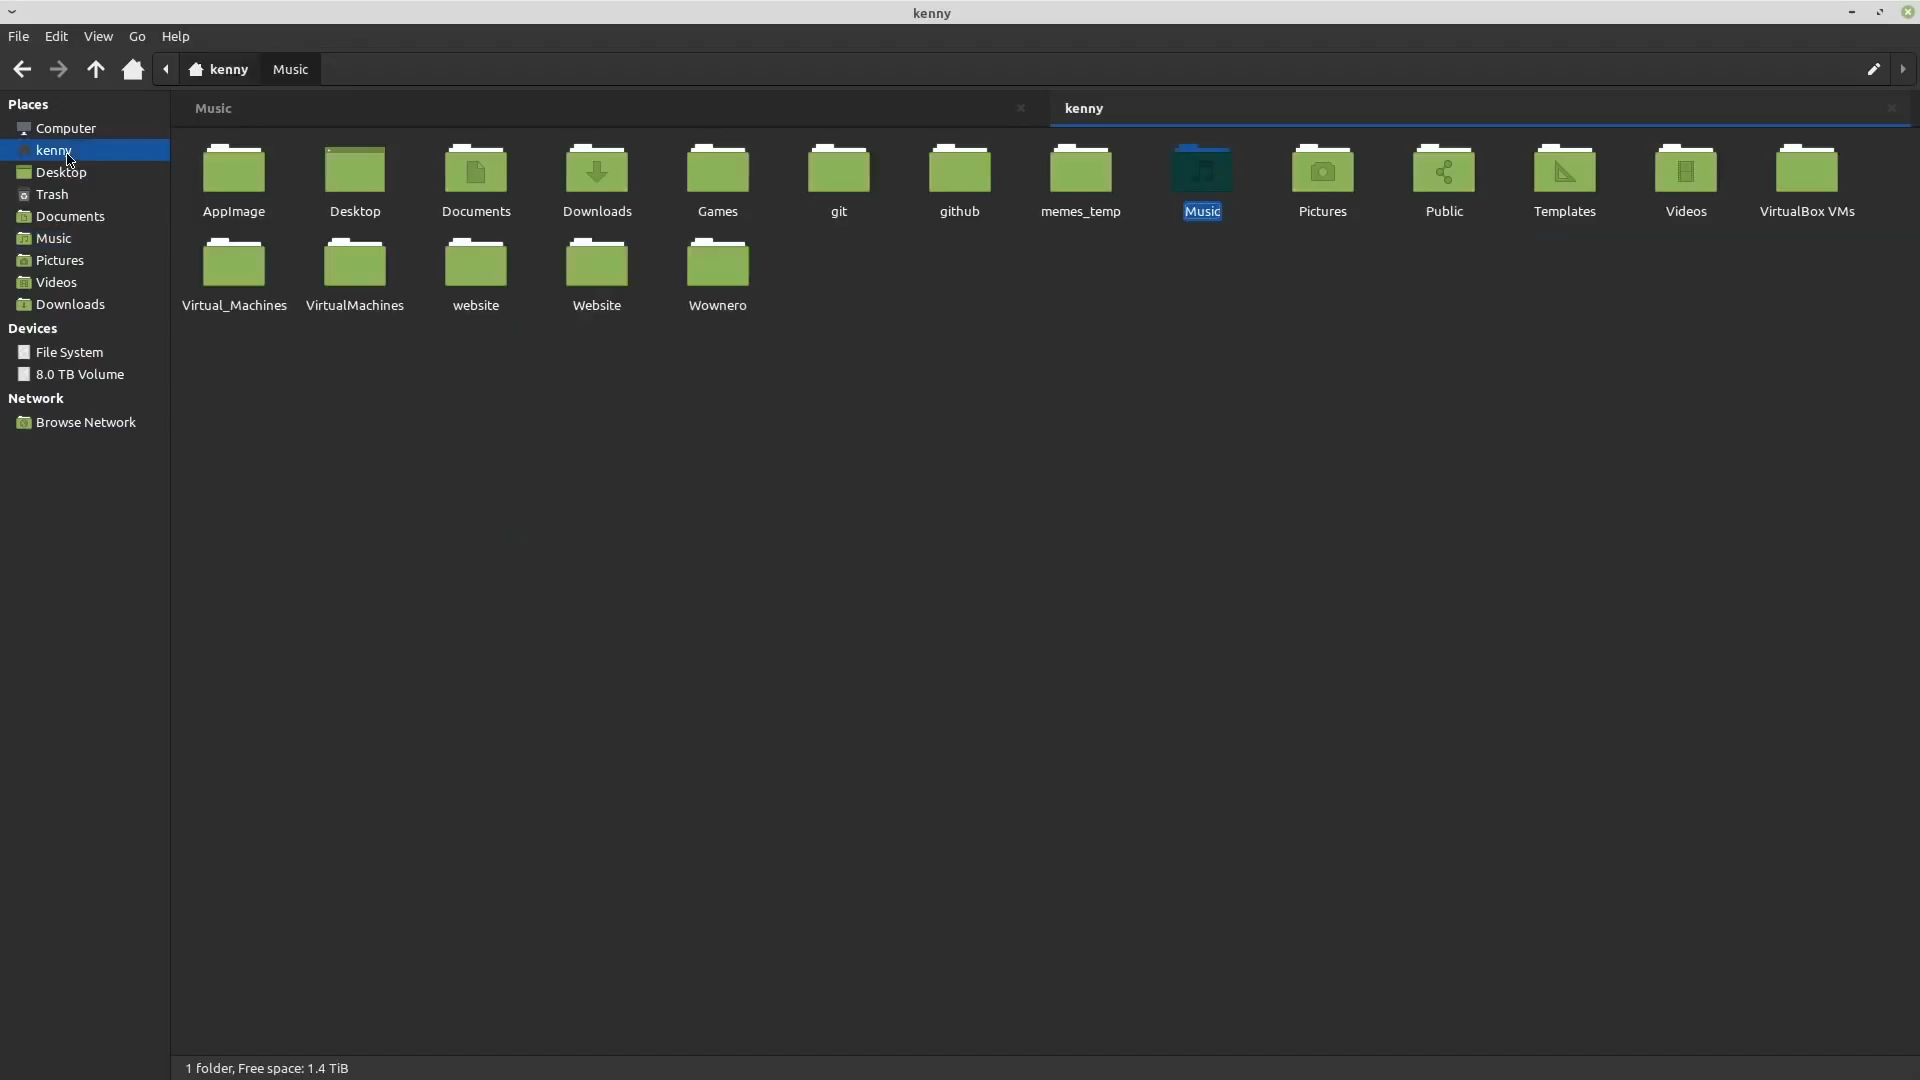 kenny
File Edit View Go Help
kenny Music
Places
Computer
kenny
Desktop
Trash
Documents
Music
Pictures
Videos
Downloads
Devices
File System
8.0 TB Volume
Network
Browse Network
Music kenny
AppImage Desktop Documents Downloads Games git github memes_temp Music Pictures Public Templates Videos VirtualBox VMs
Virtual_Machines VirtualMachines website Website Wownero
1 folder, Free space: 1.4 TiB